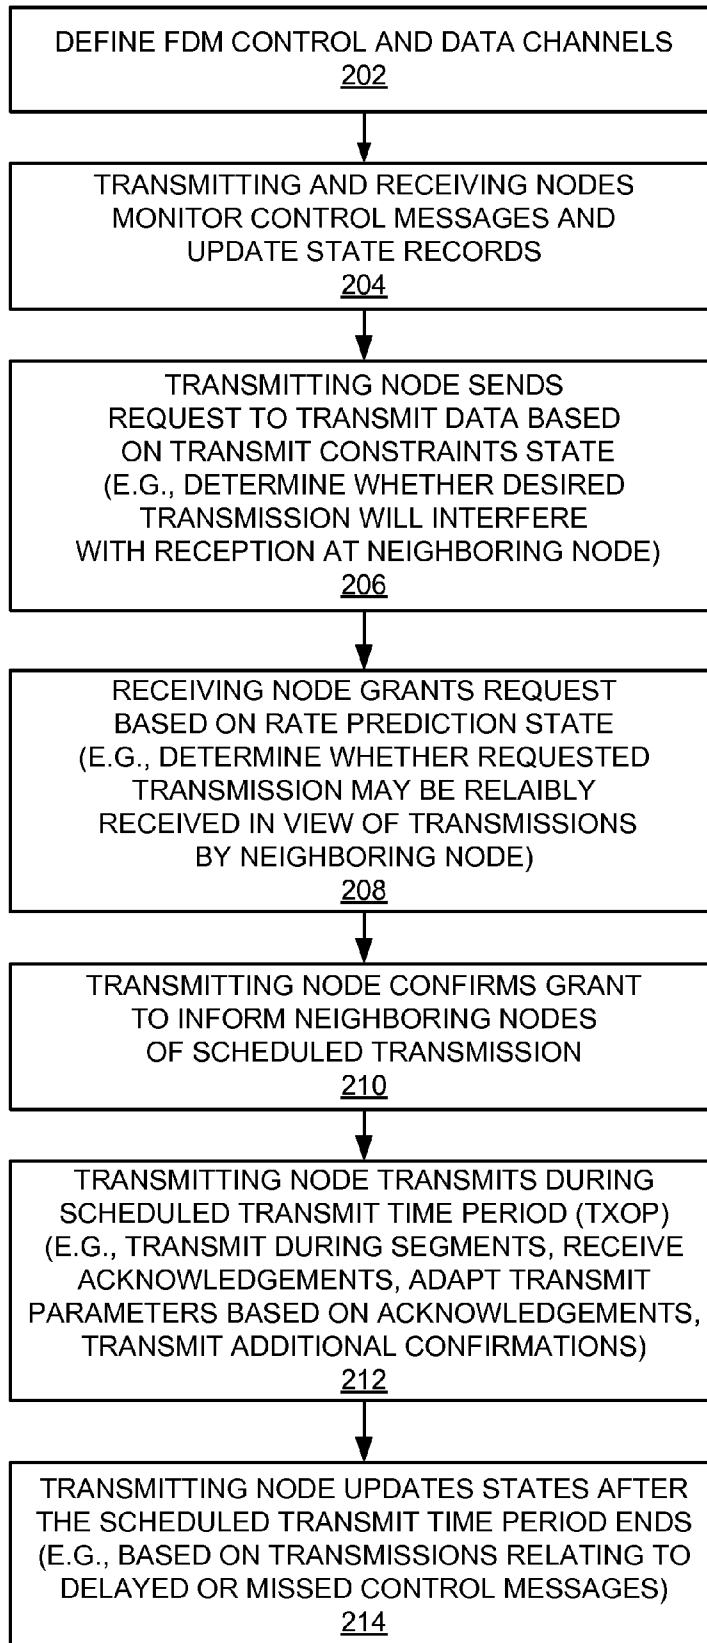 DEFINE FDM CONTROL AND DATA CHANNELS
202
TRANSMITTING AND RECEIVING NODES
MONITOR CONTROL MESSAGES AND
UPDATE STATE RECORDS
204
TRANSMITTING NODE SENDS
REQUEST TO TRANSMIT DATA BASED
ON TRANSMIT CONSTRAINTS STATE
(E.G., DETERMINE WHETHER DESIRED
TRANSMISSION WILL INTERFERE
WITH RECEPTION AT NEIGHBORING NODE)
206
RECEIVING NODE GRANTS REQUEST
BASED ON RATE PREDICTION STATE
(E.G., DETERMINE WHETHER REQUESTED
TRANSMISSION MAY BE RELAIBLY
RECEIVED IN VIEW OF TRANSMISSIONS
BY NEIGHBORING NODE)
208
TRANSMITTING NODE CONFIRMS GRANT
TO INFORM NEIGHBORING NODES
OF SCHEDULED TRANSMISSION
210
TRANSMITTING NODE TRANSMITS DURING
SCHEDULED TRANSMIT TIME PERIOD (TXOP)
(E.G., TRANSMIT DURING SEGMENTS, RECEIVE
ACKNOWLEDGEMENTS, ADAPT TRANSMIT
PARAMETERS BASED ON ACKNOWLEDGEMENTS,
TRANSMIT ADDITIONAL CONFIRMATIONS)
212
TRANSMITTING NODE UPDATES STATES AFTER
THE SCHEDULED TRANSMIT TIME PERIOD ENDS
(E.G., BASED ON TRANSMISSIONS RELATING TO
DELAYED OR MISSED CONTROL MESSAGES)
214